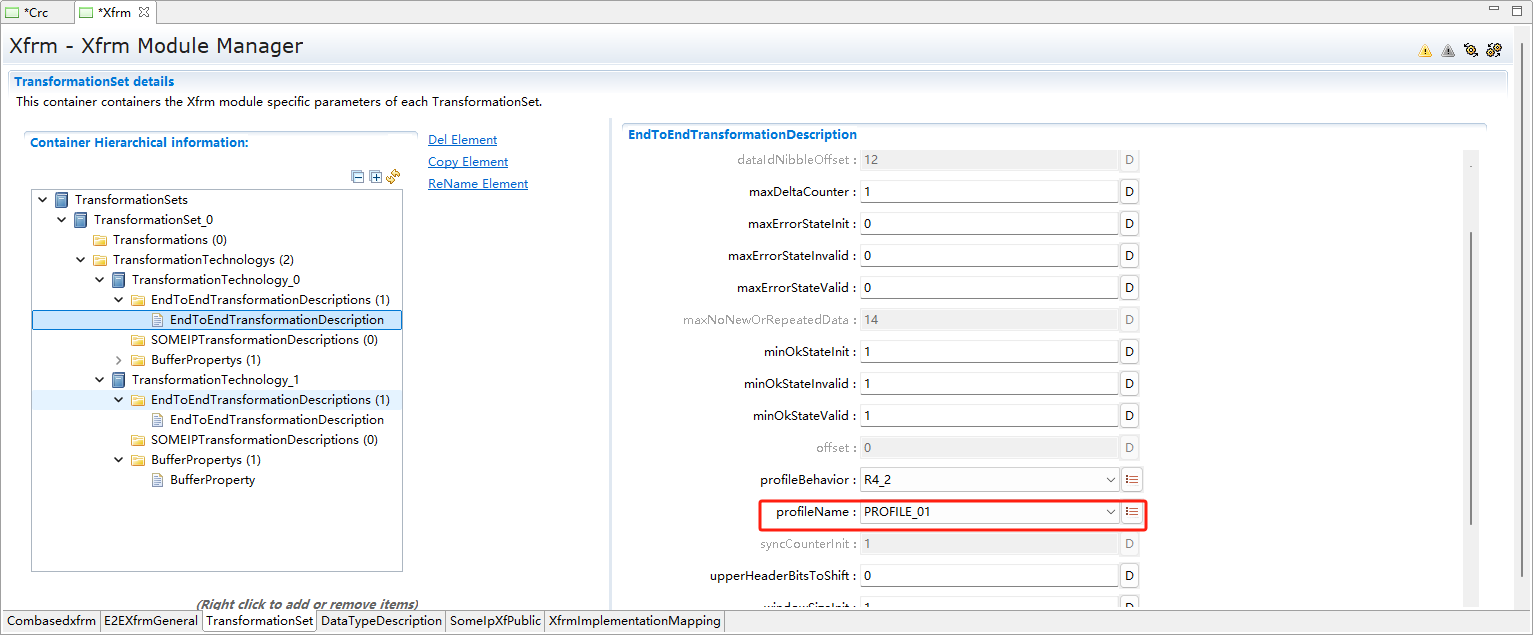 *Crc
*Xfrm
Xfrm - Xfrm Module Manager
TransformationSet details
This container containers the Xfrm module specific parameters of each TransformationSet.
Container Hierarchical information:
Del Element
Copy Element
ReName Element
TransformationSets
TransformationSet_0
Transformations (0)
TransformationTechnologys (2)
TransformationTechnology_0
EndToEndTransformationDescriptions (1)
EndToEndTransformationDescription
SOMEIPTransformationDescriptions (0)
BufferPropertys (1)
TransformationTechnology_1
EndToEndTransformationDescriptions (1)
EndToEndTransformationDescription
SOMEIPTransformationDescriptions (0)
BufferPropertys (1)
BufferProperty
(Right click to add or remove items)
EndToEndTransformationDescription
dataIdNibbleOffset : 12 D
maxDeltaCounter : 1 D
maxErrorStateInit : 0 D
maxErrorStateInvalid : 0 D
maxErrorStateValid : 0 D
maxNoNewOrRepeatedData : 14 D
minOkStateInit : 1 D
minOkStateInvalid : 1 D
minOkStateValid : 1 D
offset : 0 D
profileBehavior : R4_2
profileName : PROFILE_01
syncCounterInit : 1 D
upperHeaderBitsToShift : 0 D
windowSizeInit : 1 D
Combasedxfrm E2EXfrmGeneral TransformationSet DataTypeDescription SomeIpXfPublic XfrmImplementationMapping